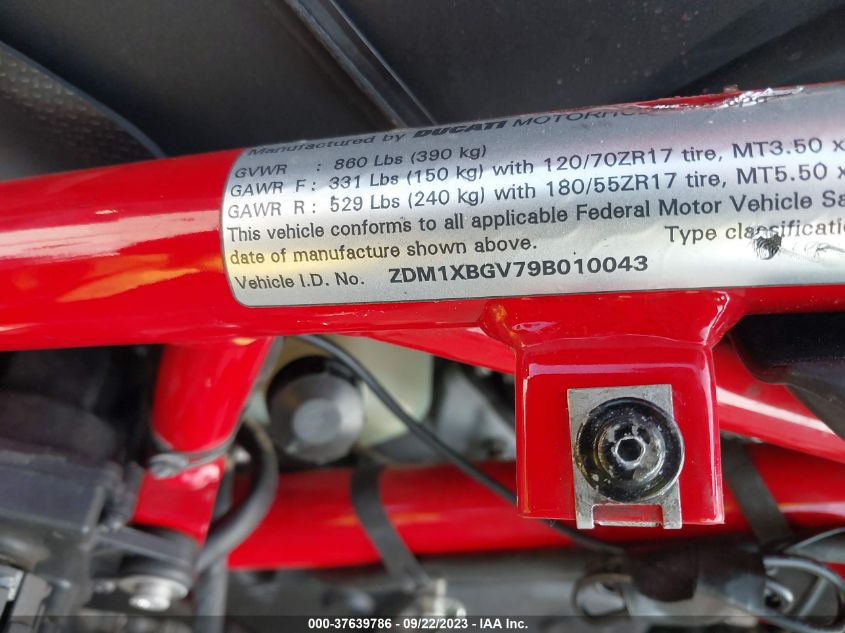 Manufactured by DUCATI
GVWR : 860 Lbs (390 kg)
GAWR F : 331 Lbs (150 kg) with 120/70ZR17 tire, MT3.50 x
GAWR R : 529 Lbs (240 kg) with 180/55ZR17 tire, MT5.50 x
This vehicle conforms to all applicable Federal Motor Vehicle Sa
date of manufacture shown above. Type classificati
Vehicle I.D. No. ZDM1XBGV79B010043
000-37639786 - 09/22/2023 - IAA Inc.